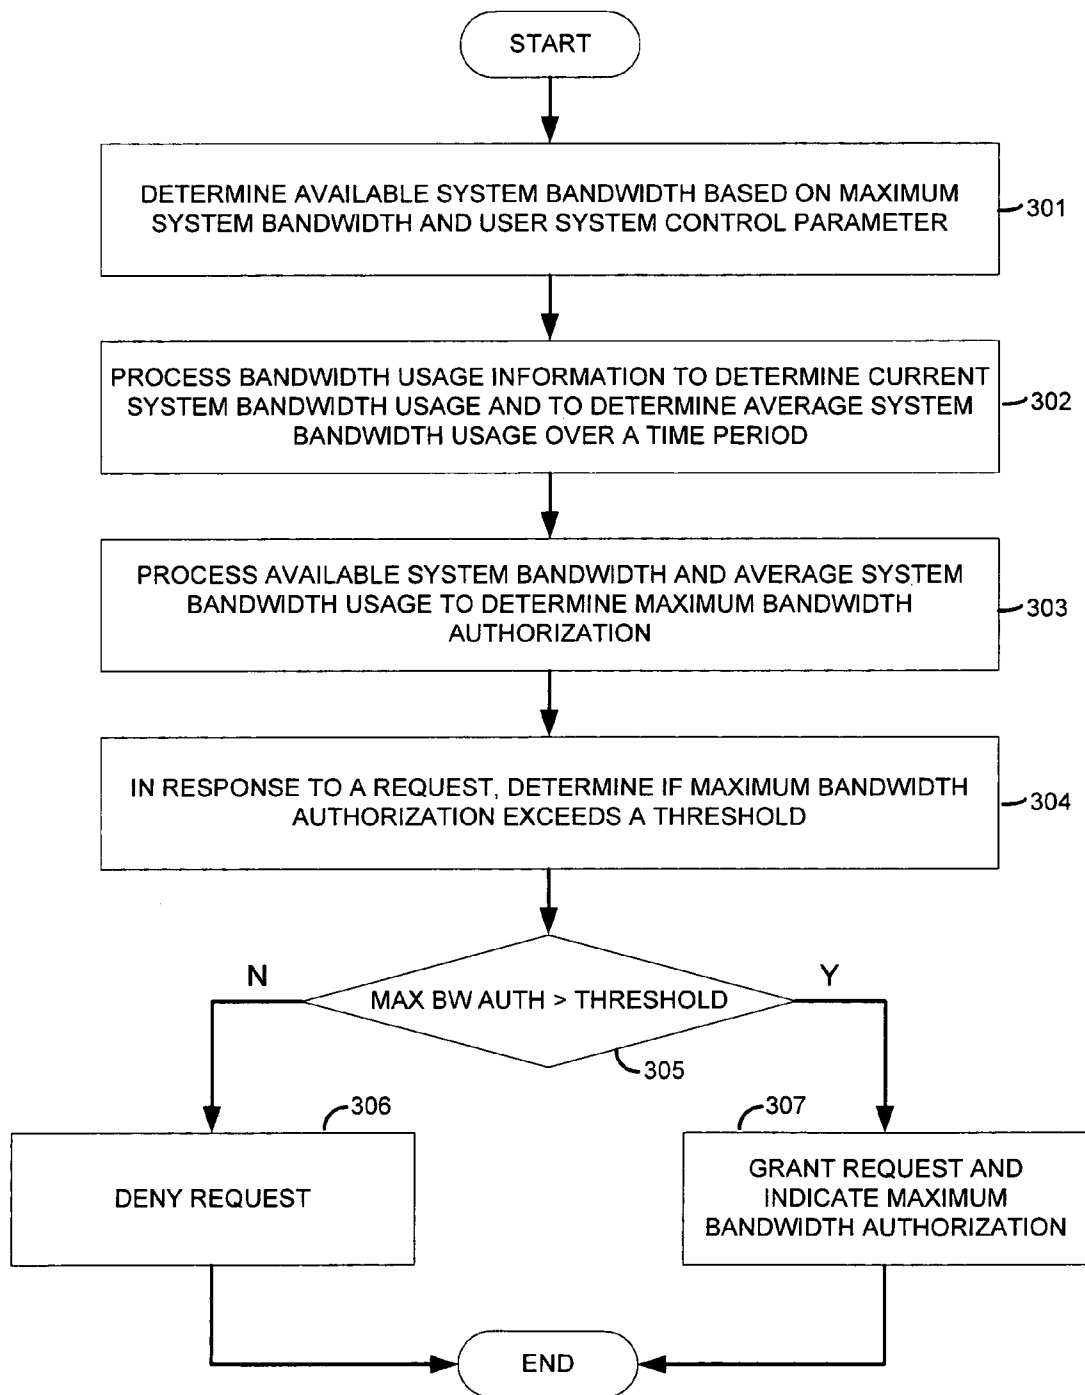 START
DETERMINE AVAILABLE SYSTEM BANDWIDTH BASED ON MAXIMUM
SYSTEM BANDWIDTH AND USER SYSTEM CONTROL PARAMETER
301
PROCESS BANDWIDTH USAGE INFORMATION TO DETERMINE CURRENT
SYSTEM BANDWIDTH USAGE AND TO DETERMINE AVERAGE SYSTEM
BANDWIDTH USAGE OVER A TIME PERIOD
302
PROCESS AVAILABLE SYSTEM BANDWIDTH AND AVERAGE SYSTEM
BANDWIDTH USAGE TO DETERMINE MAXIMUM BANDWIDTH
AUTHORIZATION
303
IN RESPONSE TO A REQUEST, DETERMINE IF MAXIMUM BANDWIDTH
AUTHORIZATION EXCEEDS A THRESHOLD
304
N
Y
MAX BW AUTH > THRESHOLD
305
306
DENY REQUEST
307
GRANT REQUEST AND
INDICATE MAXIMUM
BANDWIDTH AUTHORIZATION
END